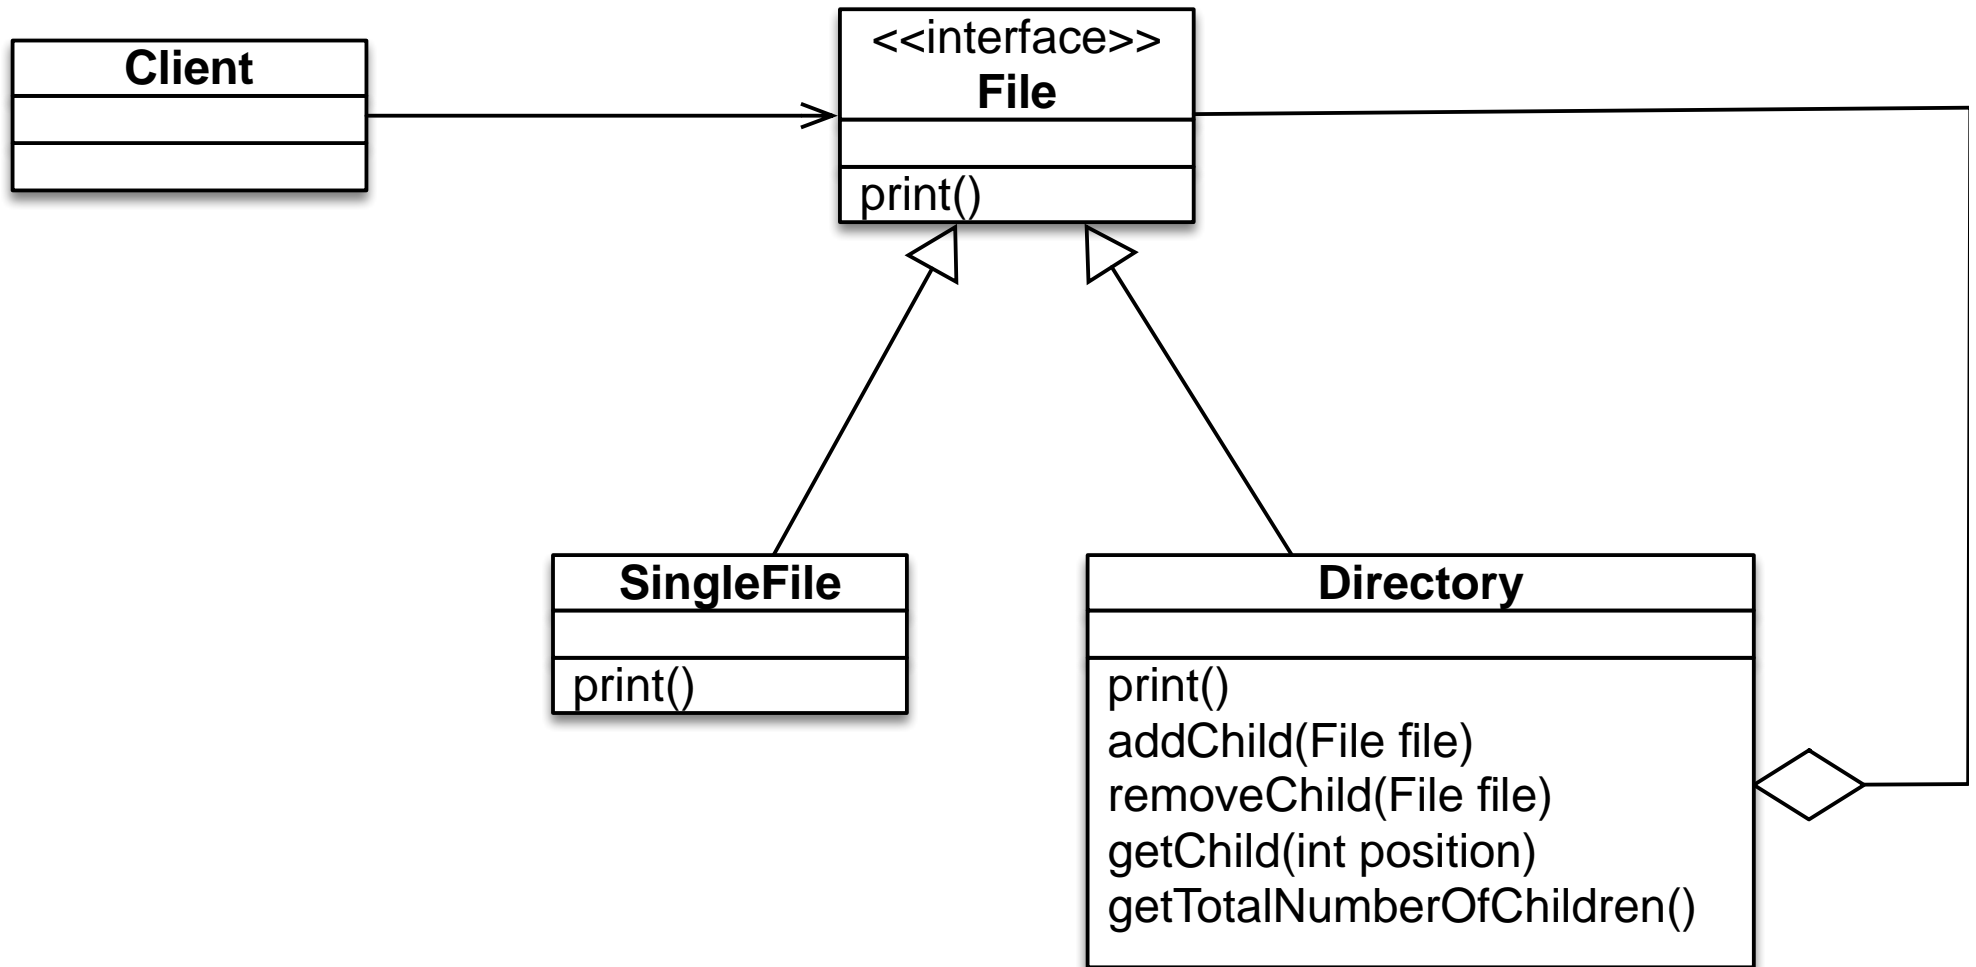 Client
<<interface>>
File
print()
SingleFile
print()
Directory
print()
addChild(File file)
removeChild(File file)
getChild(int position)
getTotalNumberOfChildren()